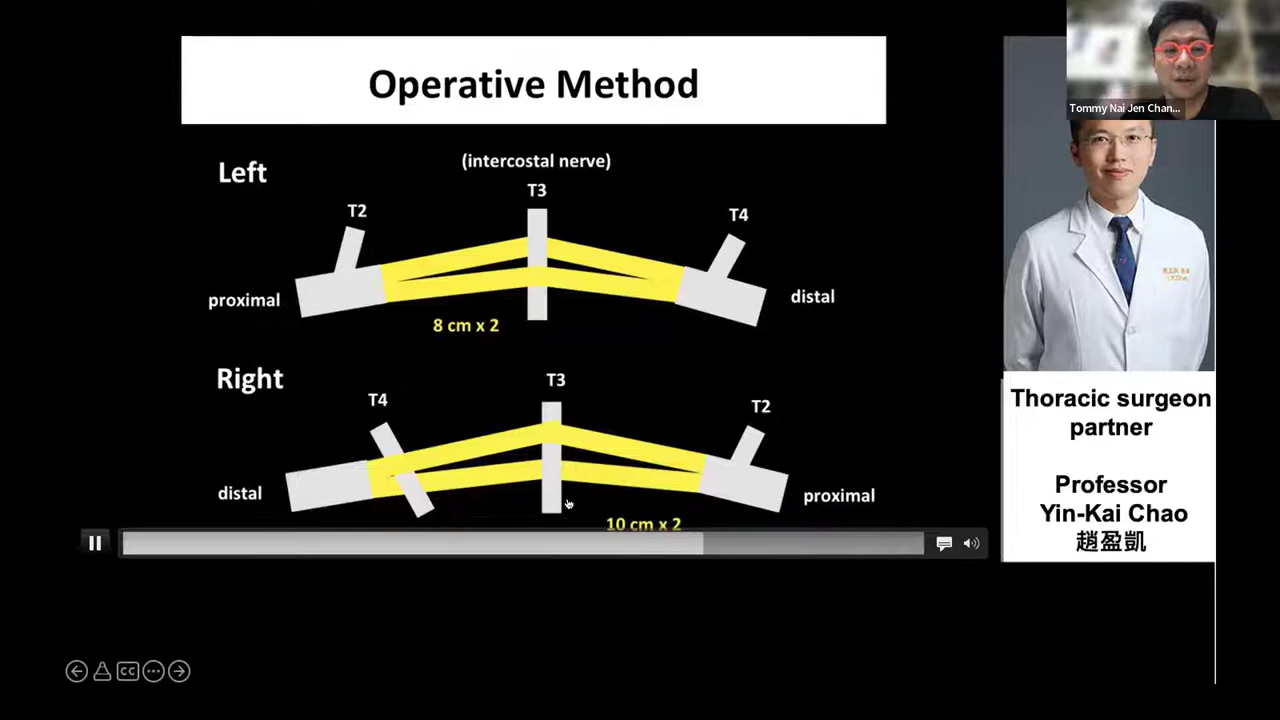 Operative Method
Left
(intercostal nerve)
T3
T2
T4
proximal
distal
8 cm x 2
Right
T3
T4
T2
distal
proximal
10 cm x 2
Tommy Nai Jen Chan...
Thoracic surgeon
partner
Professor
Yin-Kai Chao
趙盈凱
CC